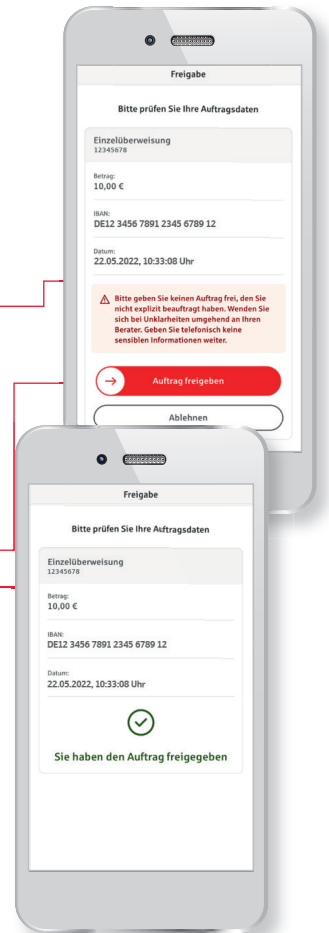 Freigabe
Bitte prüfen Sie Ihre Auftragsdaten
Einzelüberweisung
12345678
Betrag:
10,00 €
IBAN:
DE12 3456 7891 2345 6789 12
Datum:
22.05.2022, 10:33:08 Uhr
Bitte geben Sie keinen Auftrag frei, den Sie
nicht explizit beauftragt haben. Wenden Sie
sich bei Unklarheiten umgehend an Ihren
Berater. Geben Sie telefonisch keine
sensiblen Informationen weiter.
Auftrag freigeben
Ablehnen
Freigabe
Bitte prüfen Sie Ihre Auftragsdaten
Einzelüberweisung
12345678
Betrag:
10,00 €
IBAN:
DE12 3456 7891 2345 6789 12
Datum:
22.05.2022, 10:33:08 Uhr
Sie haben den Auftrag freigegeben